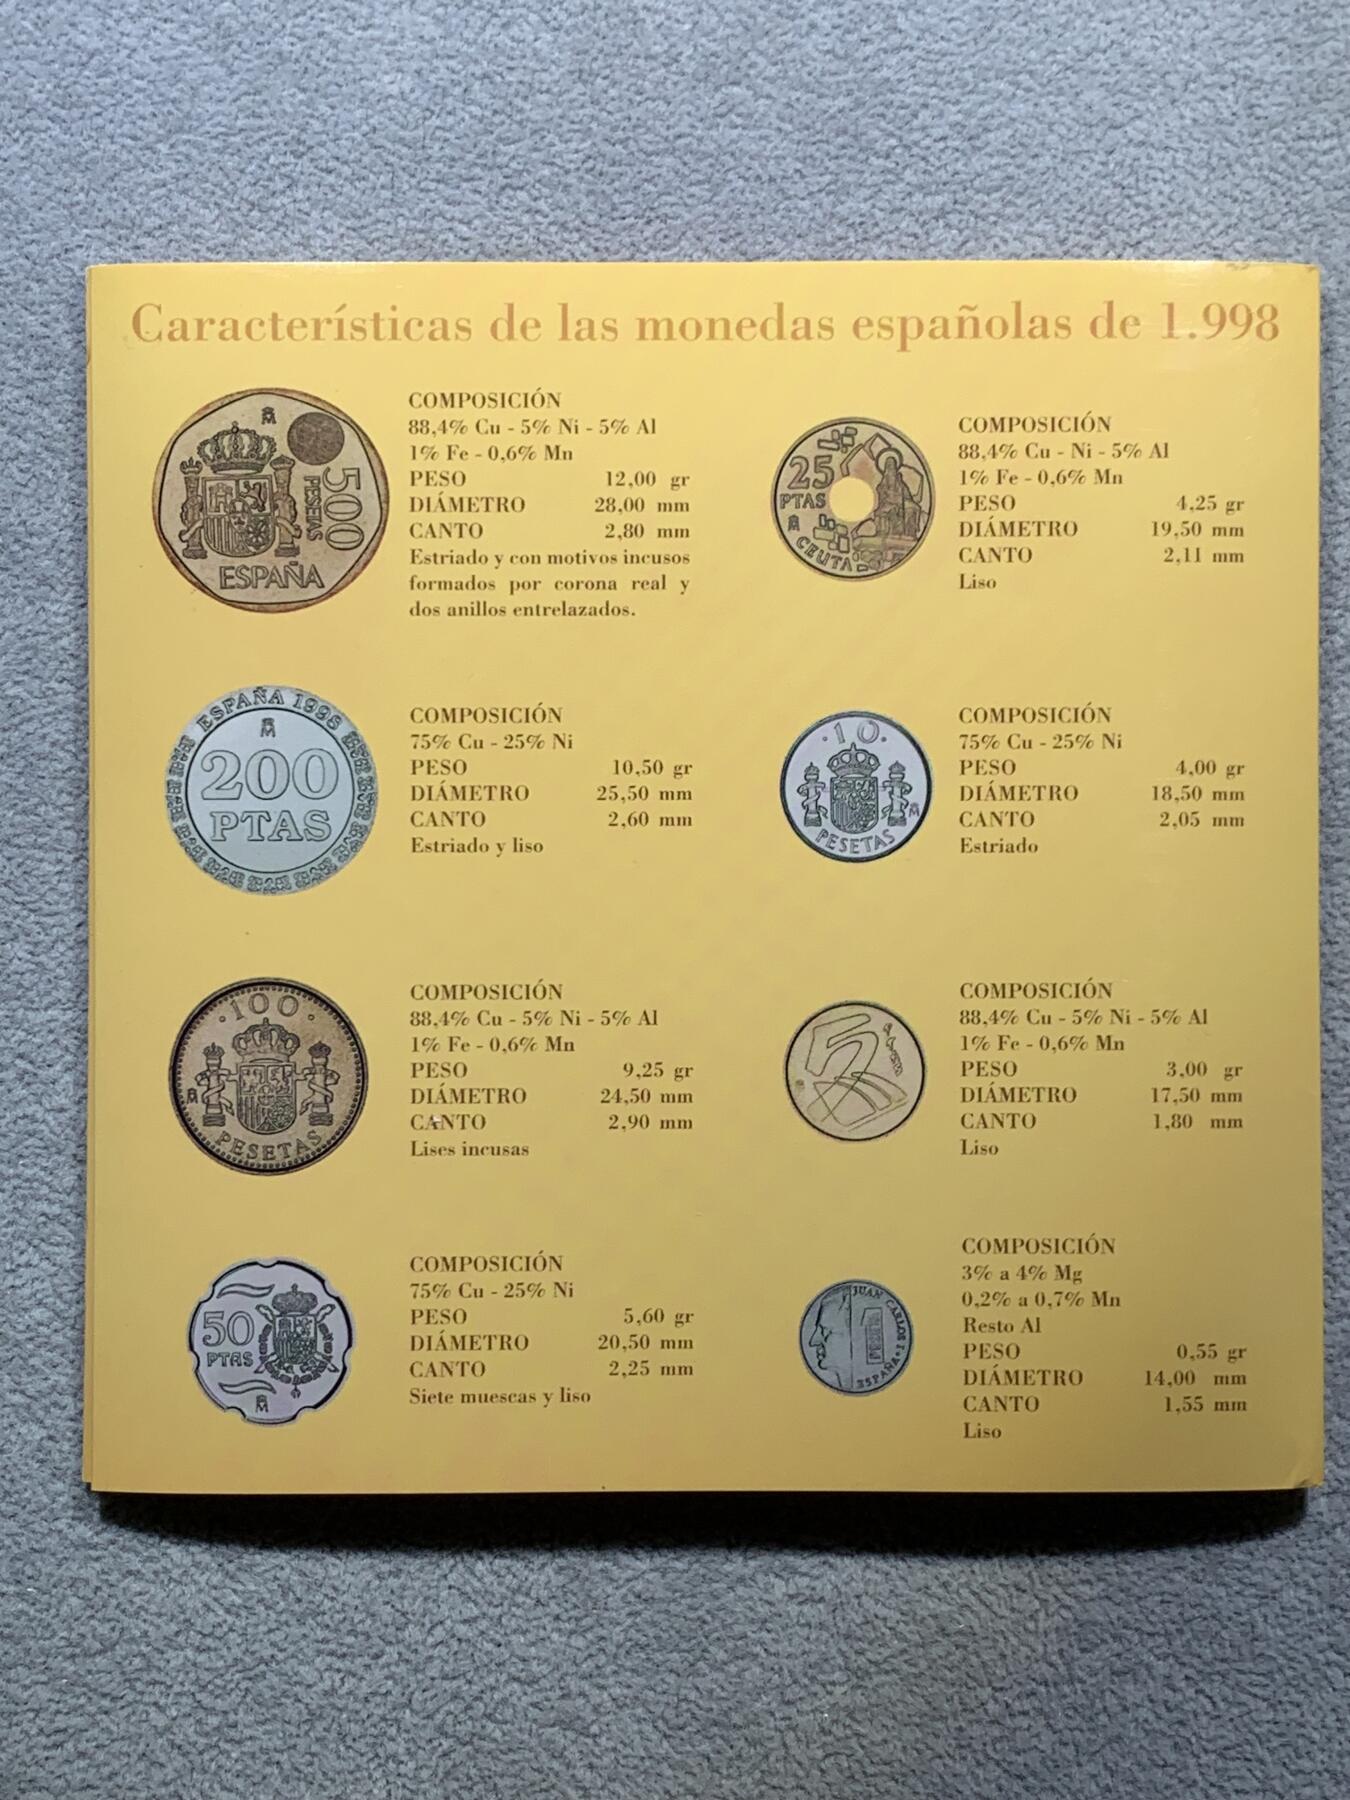 Características de las monedas españolas de 1.998
500
PESETAS
ESPAÑA
COMPOSICIÓN
88,4% Cu - 5% Ni - 5% Al
1% Fe - 0,6% Mn
PESO 12,00 gr
DIÁMETRO 28,00 mm
CANTO 2,80 mm
Estriado y con motivos incusos
formados por corona real y
dos anillos entrelazados.
ESPAÑA 1998
200
PTAS
COMPOSICIÓN
75% Cu - 25% Ni
PESO 10,50 gr
DIÁMETRO 25,50 mm
CANTO 2,60 mm
Estriado y liso
·100·
PESETAS
COMPOSICIÓN
88,4% Cu - 5% Ni - 5% Al
1% Fe - 0,6% Mn
PESO 9,25 gr
DIÁMETRO 24,50 mm
CANTO 2,90 mm
Lises incusas
50
PTAS
COMPOSICIÓN
75% Cu - 25% Ni
PESO 5,60 gr
DIÁMETRO 20,50 mm
CANTO 2,25 mm
Siete muescas y liso
25
PTAS
CEUTA
COMPOSICIÓN
88,4% Cu - Ni - 5% Al
1% Fe - 0,6% Mn
PESO 4,25 gr
DIÁMETRO 19,50 mm
CANTO 2,11 mm
Liso
·10·
PESETAS
COMPOSICIÓN
75% Cu - 25% Ni
PESO 4,00 gr
DIÁMETRO 18,50 mm
CANTO 2,05 mm
Estriado
5
COMPOSICIÓN
88,4% Cu - 5% Ni - 5% Al
1% Fe - 0,6% Mn
PESO 3,00 gr
DIÁMETRO 17,50 mm
CANTO 1,80 mm
Liso
JUAN CARLOS I
ESPAÑA
COMPOSICIÓN
3% a 4% Mg
0,2% a 0,7% Mn
Resto Al
PESO 0,55 gr
DIÁMETRO 14,00 mm
CANTO 1,55 mm
Liso